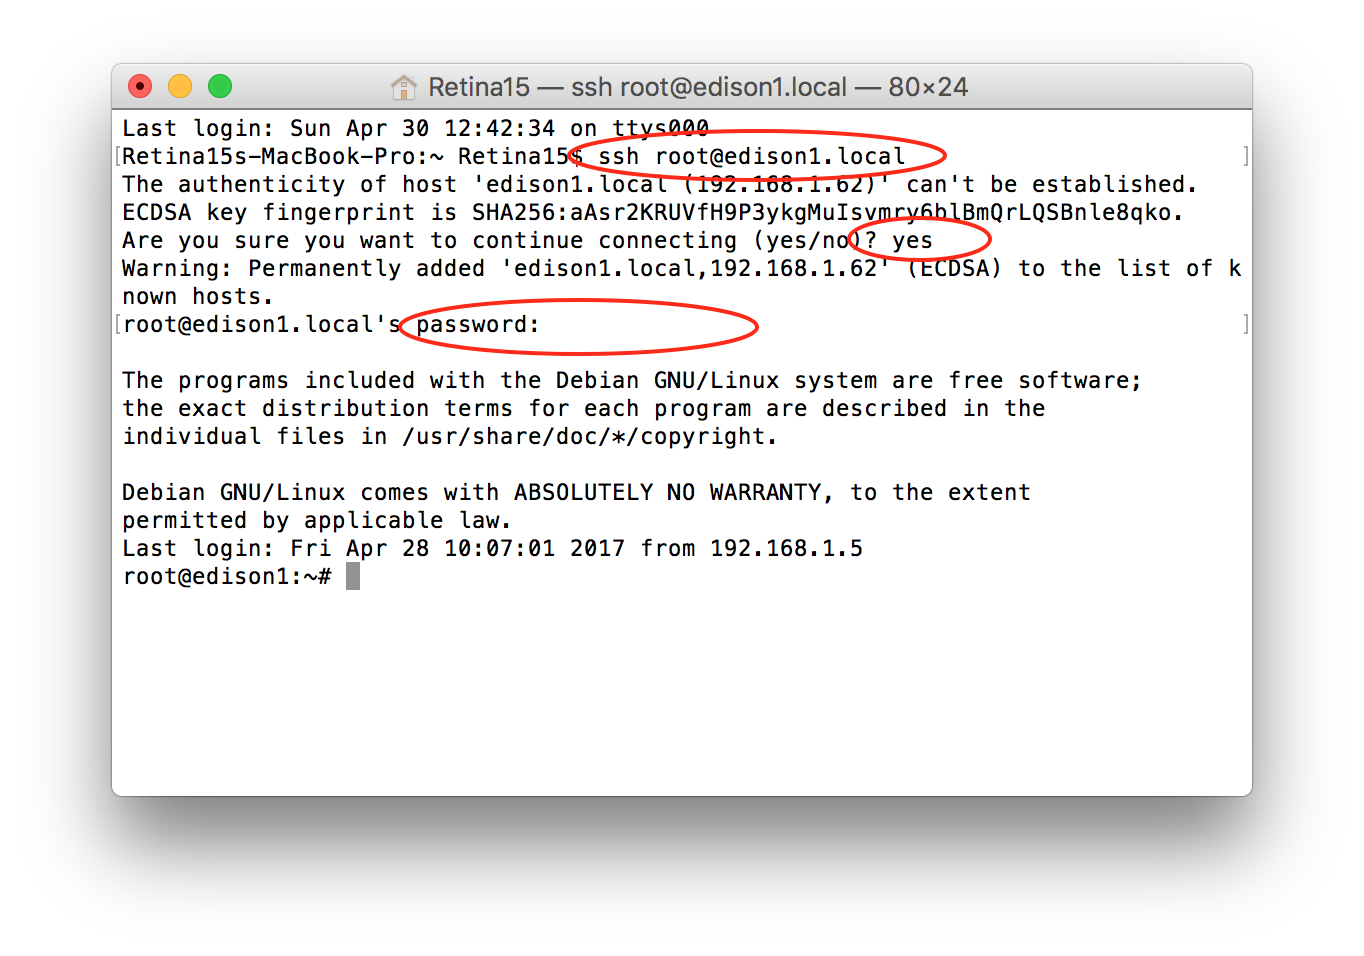 Retina15 — ssh root@edison1.local — 80×24
Last login: Sun Apr 30 12:42:34 on ttys000
[Retina15s-MacBook-Pro:~ Retina15$ ssh root@edison1.local ]
The authenticity of host 'edison1.local (192.168.1.62)' can't be established.
ECDSA key fingerprint is SHA256:aAsr2KRUVfH9P3ykgMuIsvmry6blBmQrLQSBnle8qko.
Are you sure you want to continue connecting (yes/no)? yes
Warning: Permanently added 'edison1.local,192.168.1.62' (ECDSA) to the list of k
nown hosts.
[root@edison1.local's password: ]
The programs included with the Debian GNU/Linux system are free software;
the exact distribution terms for each program are described in the
individual files in /usr/share/doc/*/copyright.
Debian GNU/Linux comes with ABSOLUTELY NO WARRANTY, to the extent
permitted by applicable law.
Last login: Fri Apr 28 10:07:01 2017 from 192.168.1.5
root@edison1:~#